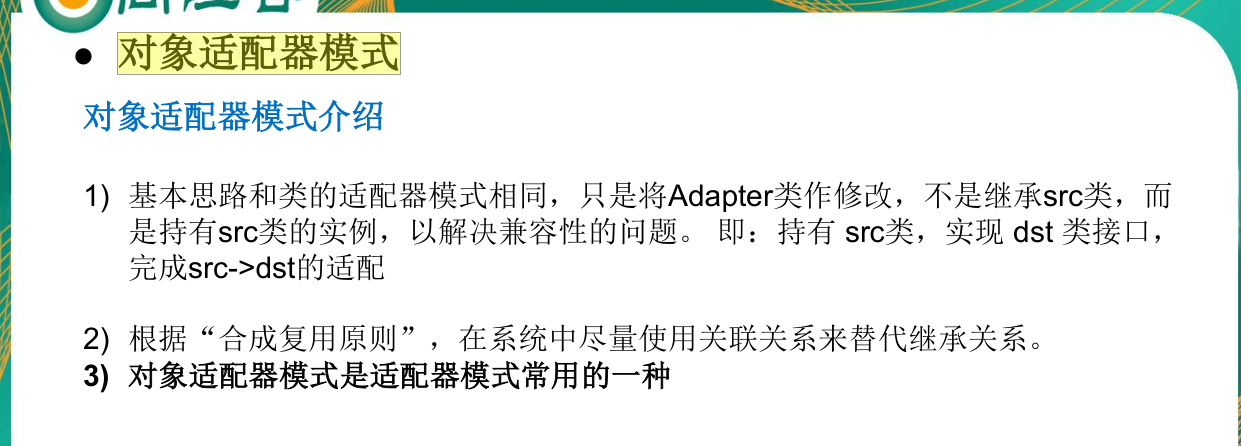 ● 对象适配器模式
对象适配器模式介绍
1) 基本思路和类的适配器模式相同，只是将Adapter类作修改，不是继承src类，而
是持有src类的实例，以解决兼容性的问题。 即：持有 src类，实现 dst 类接口，
完成src->dst的适配
2) 根据“合成复用原则”，在系统中尽量使用关联关系来替代继承关系。
3) 对象适配器模式是适配器模式常用的一种